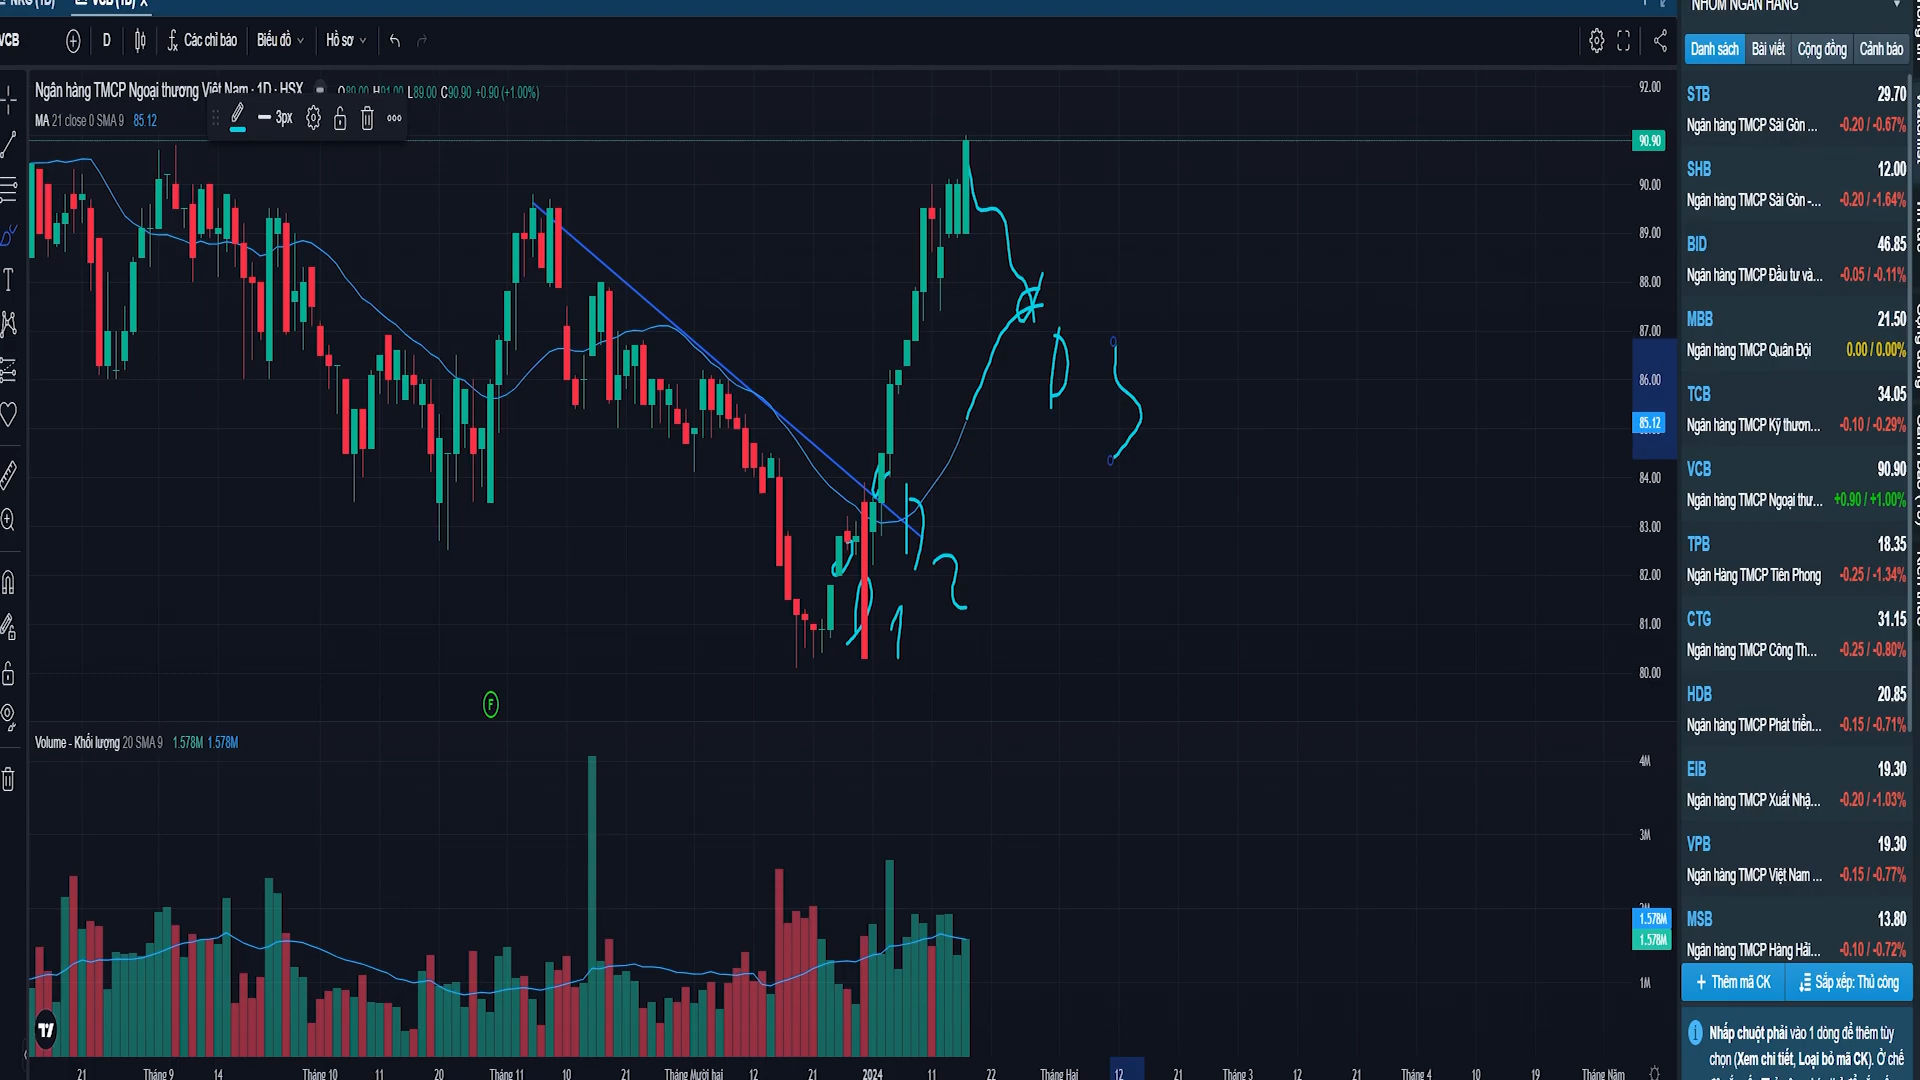 VCB (1D) X
NHÓM NGÂN HÀNG
VCB
D
Các chỉ báo
Biểu đồ
Hồ sơ
Danh sách
Bài viết
Cộng đồng
Cảnh báo
Ngân hàng TMCP Ngoại thương Việt Nam · 1D · HSX
O89.00 H91.00 L89.00 C90.90 +0.90 (+1.00%)
MA 21 close 0 SMA 9 85.12
3px
92.00
90.90
90.00
89.00
88.00
87.00
86.00
85.12
84.00
83.00
82.00
81.00
80.00
D 1
D 2
D
F
STB 29.70
Ngân hàng TMCP Sài Gòn ... -0.20 / -0.67%
SHB 12.00
Ngân hàng TMCP Sài Gòn -... -0.20 / -1.64%
BID 46.85
Ngân hàng TMCP Đầu tư và... -0.05 / -0.11%
MBB 21.50
Ngân hàng TMCP Quân Đội 0.00 / 0.00%
TCB 34.05
Ngân hàng TMCP Kỹ thươn... -0.10 / -0.29%
VCB 90.90
Ngân hàng TMCP Ngoại thư... +0.90 / +1.00%
TPB 18.35
Ngân Hàng TMCP Tiên Phong -0.25 / -1.34%
CTG 31.15
Ngân hàng TMCP Công Th... -0.25 / -0.80%
HDB 20.85
Ngân hàng TMCP Phát triển... -0.15 / -0.71%
EIB 19.30
Ngân hàng TMCP Xuất Nhậ... -0.20 / -1.03%
VPB 19.30
Ngân hàng TMCP Việt Nam ... -0.15 / -0.77%
MSB 13.80
Ngân hàng TMCP Hàng Hải... -0.10 / -0.72%
Volume - Khối lượng 20 SMA 9 1.578M 1.578M
4M
3M
1.578M
1.578M
1M
Thêm mã CK
Sắp xếp: Thủ công
Nhấp chuột phải vào 1 dòng để thêm tùy
chọn (Xem chi tiết, Loại bỏ mã CK). Ở chế
21 Tháng 9 14 Tháng 10 11 20 Tháng 11 10 21 Tháng Mười hai 12 21 2024 11 22 Tháng Hai 12 21 Tháng 3 12 21 Tháng 4 10 19 Tháng Năm